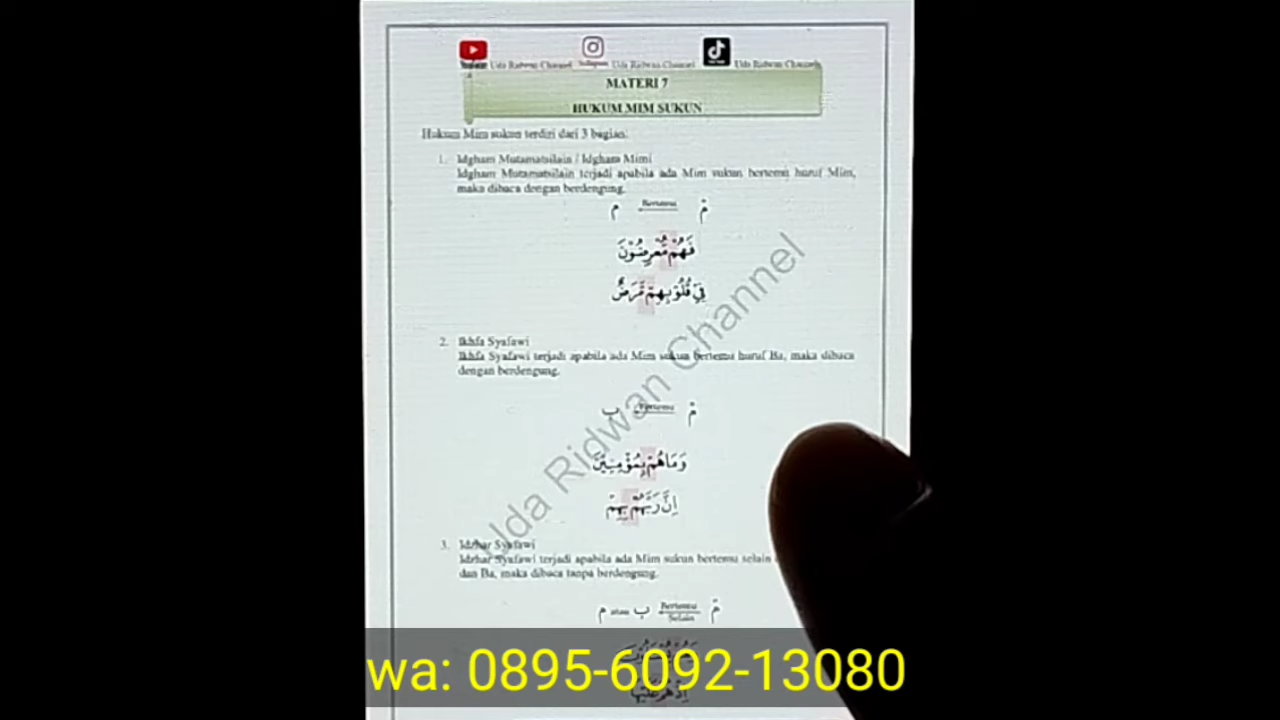 Uda Ridwan Channel
Instagram
Uda Ridwan Channel
Uda Ridwan Channel
MATERI 7
HUKUM MIM SUKUN
Hukum Mim sukun terdiri dari 3 bagian:
1. Idgham Mutamatsilain / Idgham Mimi
Idgham Mutamatsilain terjadi apabila ada Mim sukun bertemu huruf Mim,
maka dibaca dengan berdengung.
مْ Bertemu م
فَهُمْ مُّعْرِضُوْنَ
فِيْ قُلُوْبِهِمْ مَّرَضٌ
2. Ikhfa Syafawi
Ikhfa Syafawi terjadi apabila ada Mim sukun bertemu huruf Ba, maka dibaca
dengan berdengung.
مْ Bertemu ب
وَمَا هُمْ بِمُؤْمِنِيْنَ
اِنَّ رَبَّهُمْ بِهِمْ
3. Idzhar Syafawi
Idzhar Syafawi terjadi apabila ada Mim sukun bertemu selain
dan Ba, maka dibaca tanpa berdengung.
مْ Bertemu Selain ب atau م
اِذْ هُمْ عَلَيْهَا
Uda Ridwan Channel
wa: 0895-6092-13080